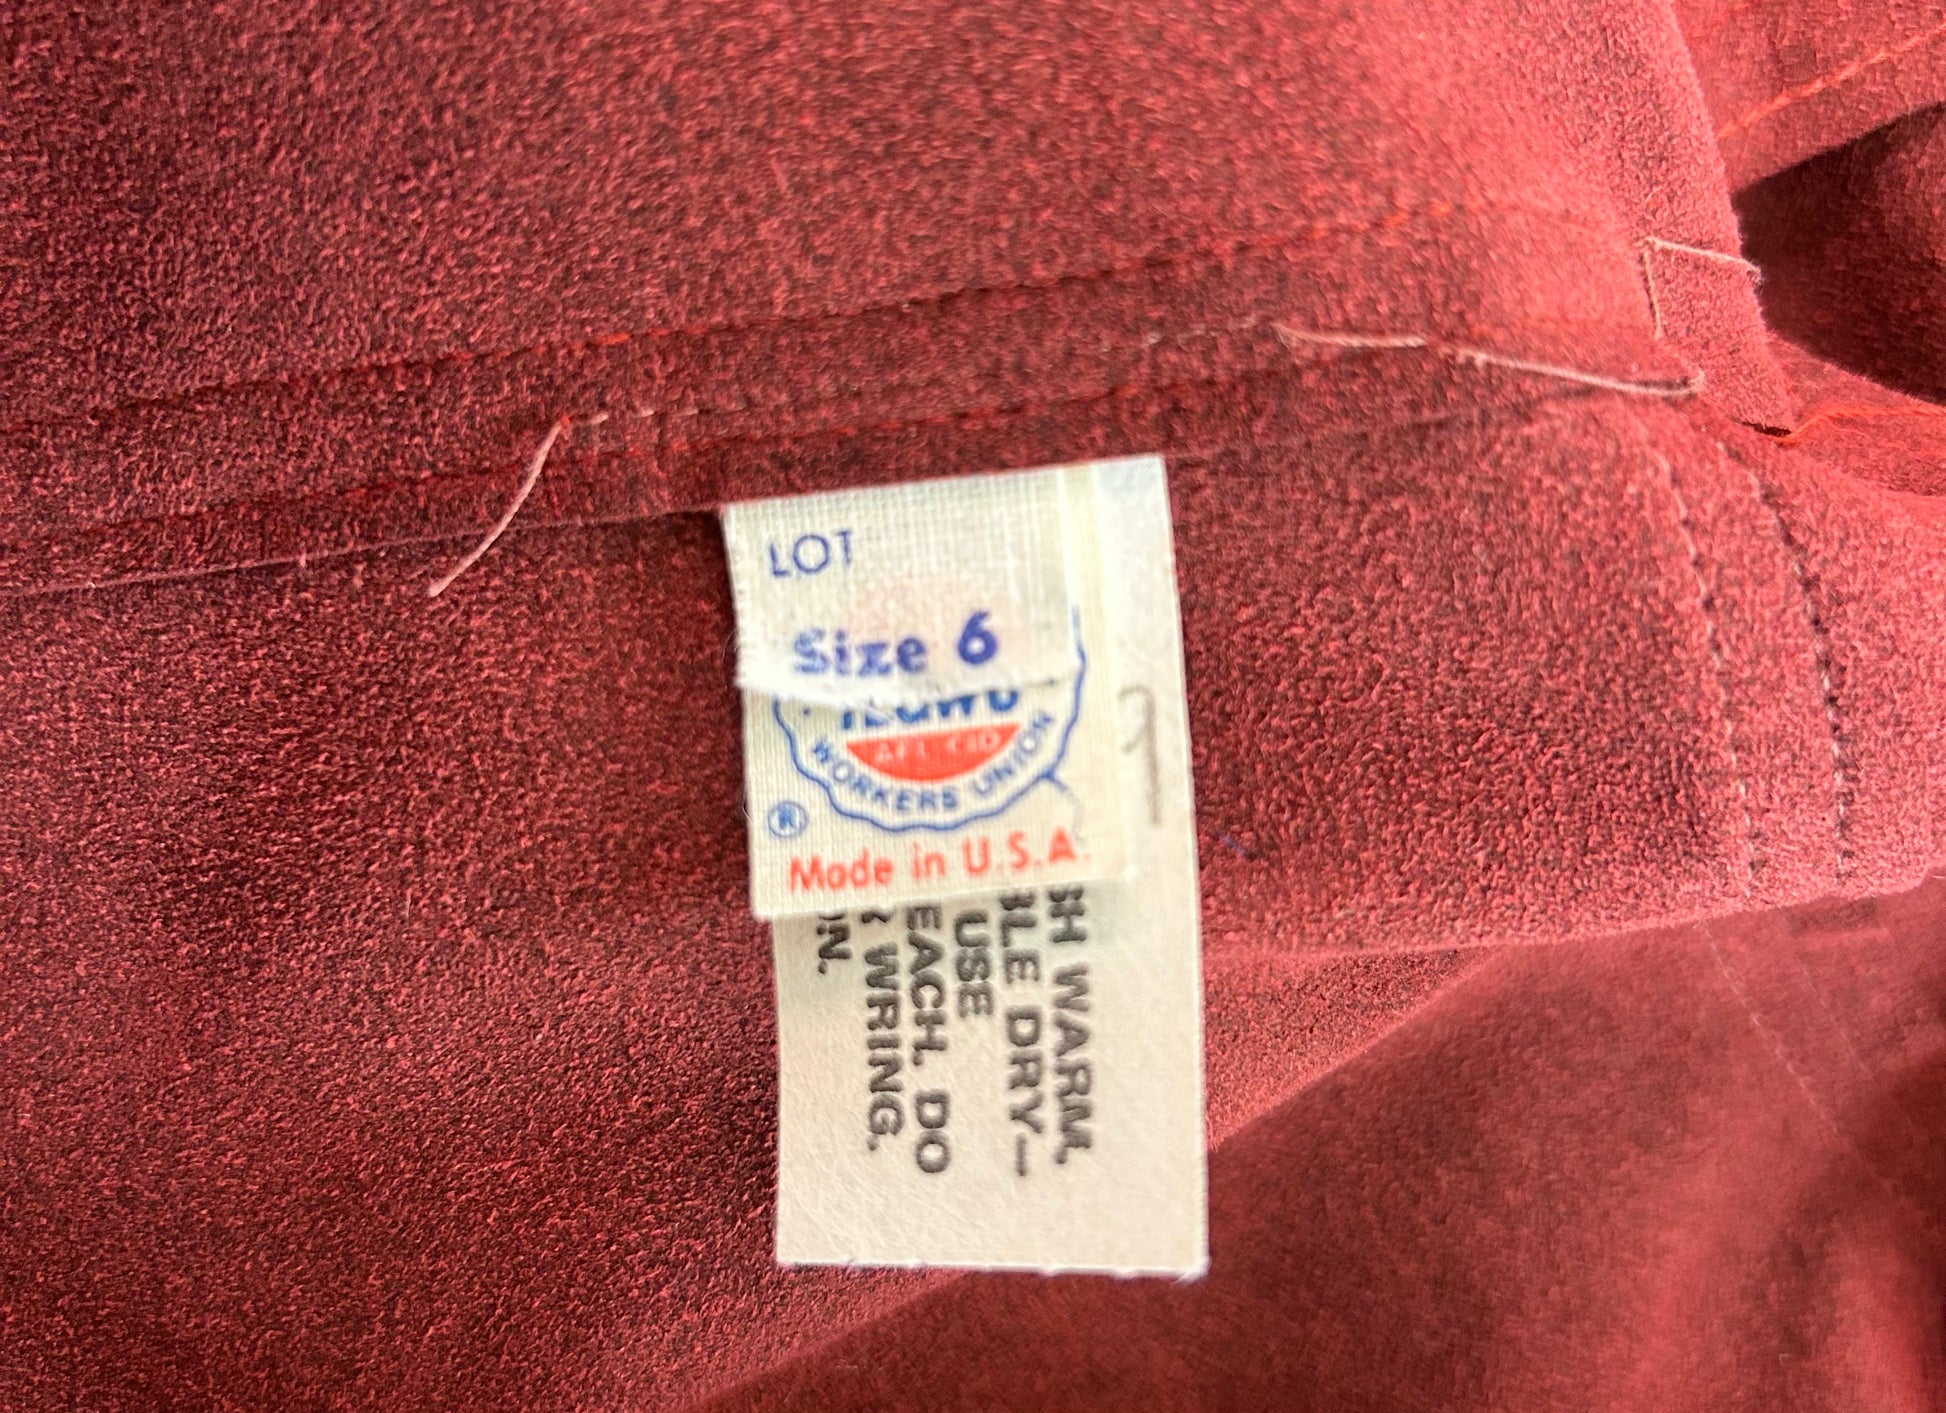 LOT
Size 6
ILGWU
AFL CIO
WORKERS UNION
®
Made in U.S.A.
SH WARM.
BLE DRY—
USE
EACH. DO
R WRING.
ON.